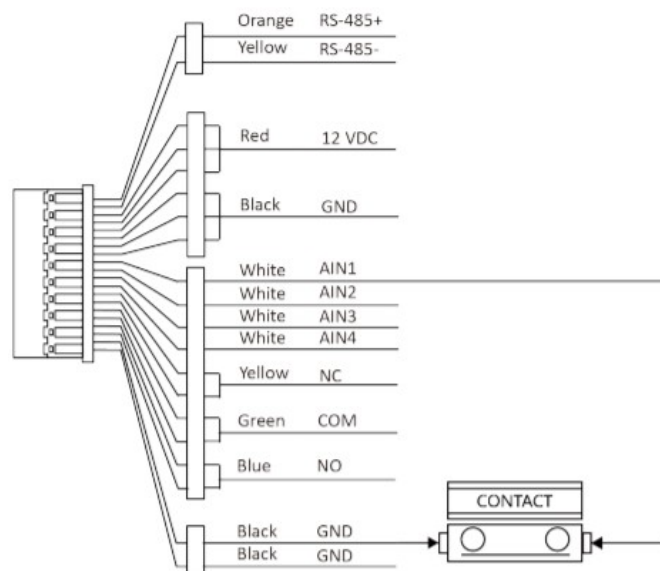 Orange RS-485+
Yellow RS-485-
Red 12 VDC
Black GND
White AIN1
White AIN2
White AIN3
White AIN4
Yellow NC
Green COM
Blue NO
CONTACT
Black GND
Black GND